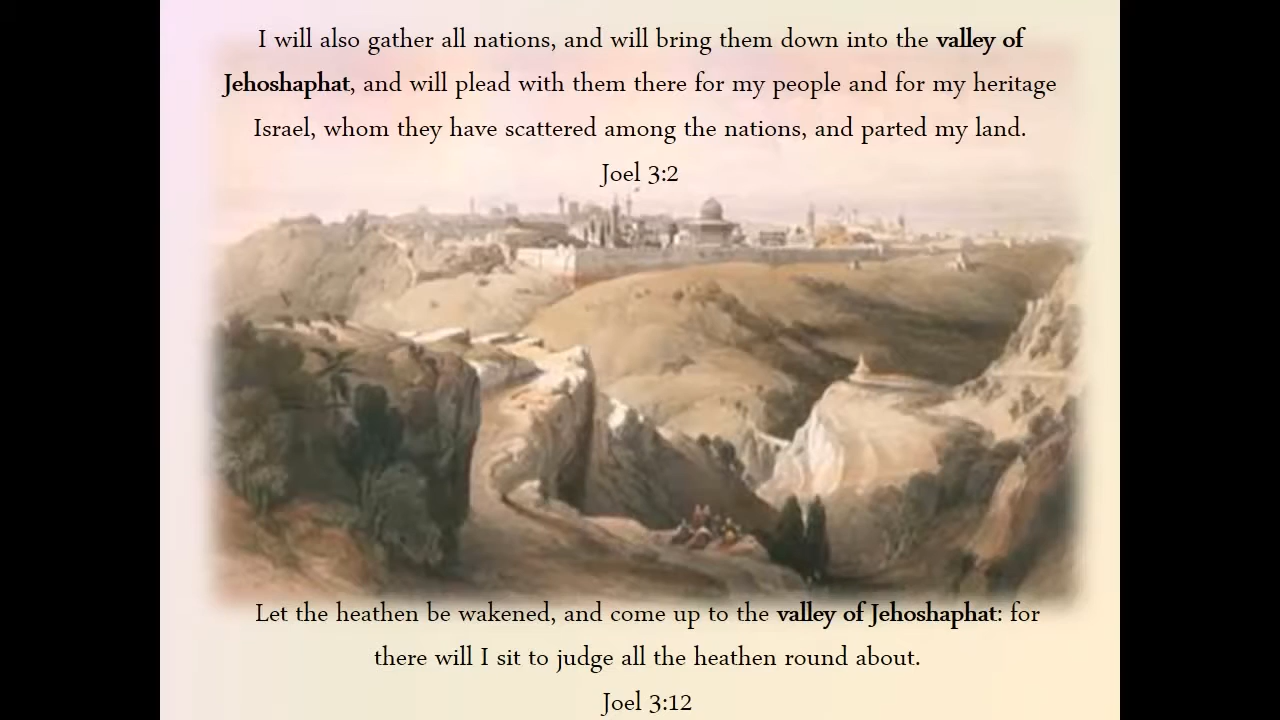 I will also gather all nations, and will bring them down into the valley of
Jehoshaphat, and will plead with them there for my people and for my heritage
Israel, whom they have scattered among the nations, and parted my land.
Joel 3:2
Let the heathen be wakened, and come up to the valley of Jehoshaphat: for
there will I sit to judge all the heathen round about.
Joel 3:12